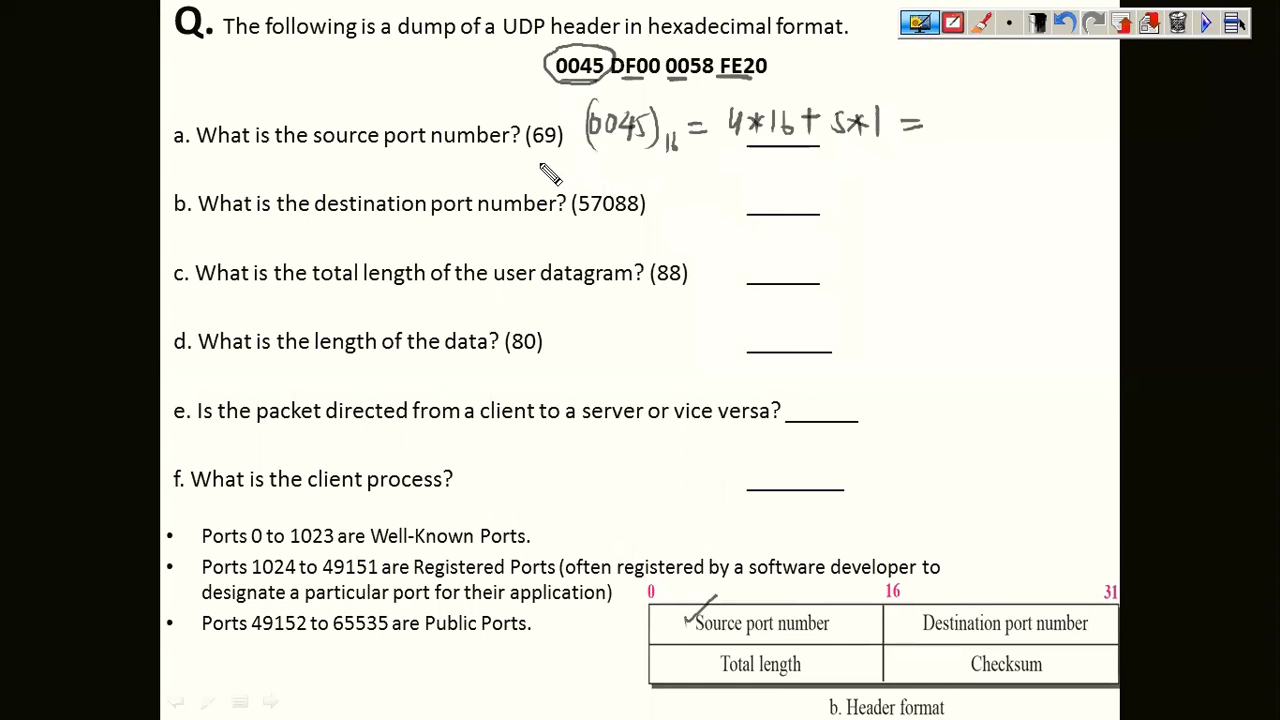 Q. The following is a dump of a UDP header in hexadecimal format.
0045 DF00 0058 FE20
a. What is the source port number? (69) (0045)16 = 4*16 + 5*1 =
b. What is the destination port number? (57088)
c. What is the total length of the user datagram? (88)
d. What is the length of the data? (80)
e. Is the packet directed from a client to a server or vice versa?
f. What is the client process?
• Ports 0 to 1023 are Well-Known Ports.
• Ports 1024 to 49151 are Registered Ports (often registered by a software developer to
designate a particular port for their application)
• Ports 49152 to 65535 are Public Ports.
0 16 31
Source port number Destination port number
Total length Checksum
b. Header format